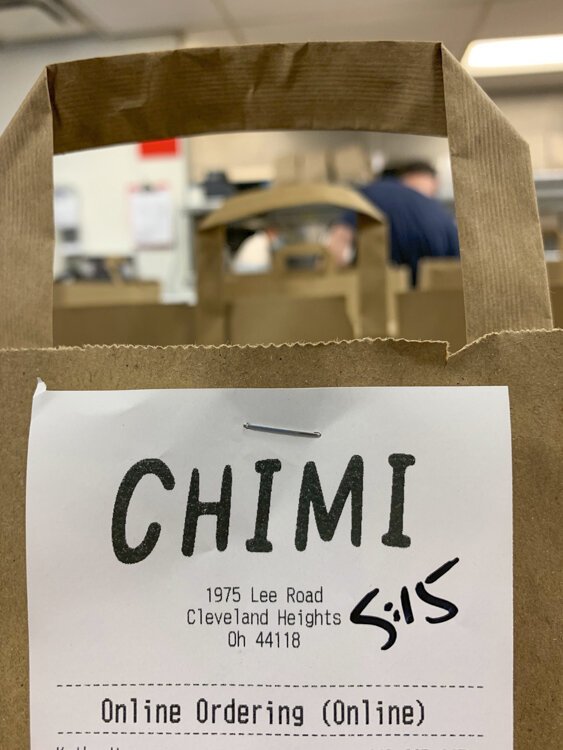 CHIMI
1975 Lee Road
Cleveland Heights
Oh 44118
5:15
Online Ordering (Online)